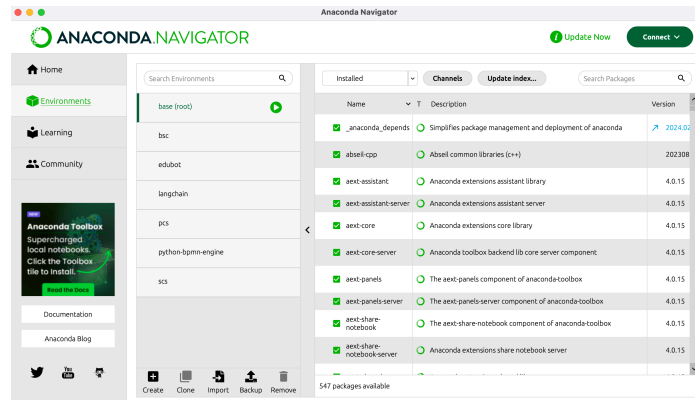 Anaconda Navigator
ANACONDA.NAVIGATOR
i Update Now
Connect
Home
Environments
Learning
Community
NEW
Anaconda Toolbox
Supercharged
local notebooks.
Click the Toolbox
tile to install.
Read the Docs
Documentation
Anaconda Blog
You
Tube
Search Environments
base (root)
bsc
edubot
langchain
pcs
python-bpmn-engine
scs
Create Clone Import Backup Remove
Installed Channels Update index... Search Packages
Name T Description Version
_anaconda_depends Simplifies package management and deployment of anaconda 2024.02
abseil-cpp Abseil common libraries (c++) 202308
aext-assistant Anaconda extensions assistant library 4.0.15
aext-assistant-server Anaconda extensions assistant server 4.0.15
aext-core Anaconda extensions core library 4.0.15
aext-core-server Anaconda toolbox backend lib core server component 4.0.15
aext-panels The aext-panels component of anaconda-toolbox 4.0.15
aext-panels-server The aext-panels-server component of anaconda-toolbox 4.0.15
aext-share-
notebook The aext-share-notebook component of anaconda-toolbox 4.0.15
aext-share-
notebook-server Anaconda extensions share notebook server 4.0.15
547 packages available